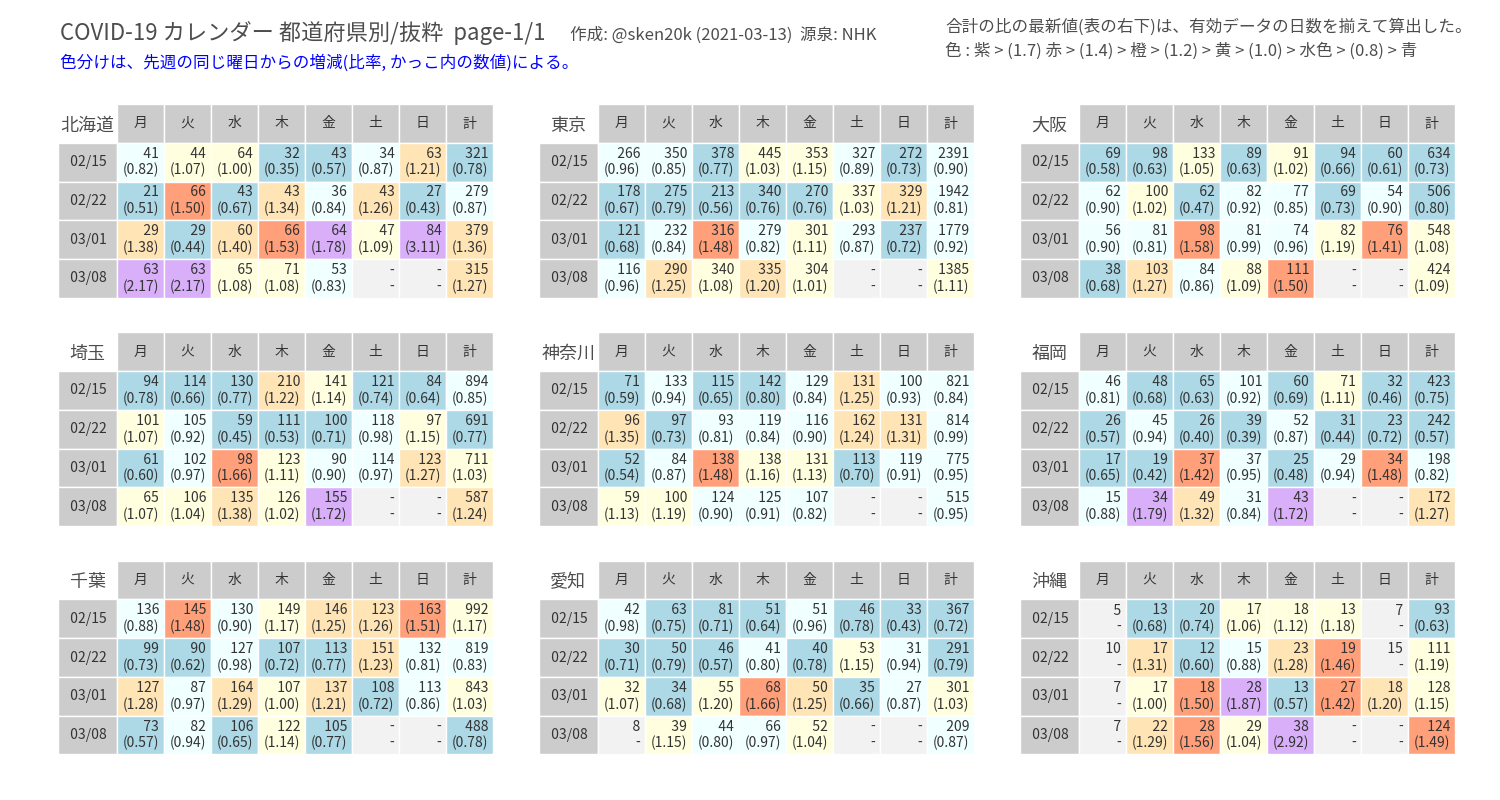 COVID-19 カレンダー 都道府県別/抜粋 page-1/1 作成: @sken20k (2021-03-13) 源泉: NHK
色分けは、先週の同じ曜日からの増減(比率, かっこ内の数値)による。
合計の比の最新値(表の右下)は、有効データの日数を揃えて算出した。
色 : 紫 > (1.7) 赤 > (1.4) > 橙 > (1.2) > 黄 > (1.0) > 水色 > (0.8) > 青
北海道 月 火 水 木 金 土 日 計
02/15 41 44 64 32 43 34 63 321
(0.82) (1.07) (1.00) (0.35) (0.57) (0.87) (1.21) (0.78)
02/22 21 66 43 43 36 43 27 279
(0.51) (1.50) (0.67) (1.34) (0.84) (1.26) (0.43) (0.87)
03/01 29 29 60 66 64 47 84 379
(1.38) (0.44) (1.40) (1.53) (1.78) (1.09) (3.11) (1.36)
03/08 63 63 65 71 53 - - 315
(2.17) (2.17) (1.08) (1.08) (0.83) - - (1.27)
東京 月 火 水 木 金 土 日 計
02/15 266 350 378 445 353 327 272 2391
(0.96) (0.85) (0.77) (1.03) (1.15) (0.89) (0.73) (0.90)
02/22 178 275 213 340 270 337 329 1942
(0.67) (0.79) (0.56) (0.76) (0.76) (1.03) (1.21) (0.81)
03/01 121 232 316 279 301 293 237 1779
(0.68) (0.84) (1.48) (0.82) (1.11) (0.87) (0.72) (0.92)
03/08 116 290 340 335 304 - - 1385
(0.96) (1.25) (1.08) (1.20) (1.01) - - (1.11)
大阪 月 火 水 木 金 土 日 計
02/15 69 98 133 89 91 94 60 634
(0.58) (0.63) (1.05) (0.63) (1.02) (0.66) (0.61) (0.73)
02/22 62 100 62 82 77 69 54 506
(0.90) (1.02) (0.47) (0.92) (0.85) (0.73) (0.90) (0.80)
03/01 56 81 98 81 74 82 76 548
(0.90) (0.81) (1.58) (0.99) (0.96) (1.19) (1.41) (1.08)
03/08 38 103 84 88 111 - - 424
(0.68) (1.27) (0.86) (1.09) (1.50) - - (1.09)
埼玉 月 火 水 木 金 土 日 計
02/15 94 114 130 210 141 121 84 894
(0.78) (0.66) (0.77) (1.22) (1.14) (0.74) (0.64) (0.85)
02/22 101 105 59 111 100 118 97 691
(1.07) (0.92) (0.45) (0.53) (0.71) (0.98) (1.15) (0.77)
03/01 61 102 98 123 90 114 123 711
(0.60) (0.97) (1.66) (1.11) (0.90) (0.97) (1.27) (1.03)
03/08 65 106 135 126 155 - - 587
(1.07) (1.04) (1.38) (1.02) (1.72) - - (1.24)
神奈川 月 火 水 木 金 土 日 計
02/15 71 133 115 142 129 131 100 821
(0.59) (0.94) (0.65) (0.80) (0.84) (1.25) (0.93) (0.84)
02/22 96 97 93 119 116 162 131 814
(1.35) (0.73) (0.81) (0.84) (0.90) (1.24) (1.31) (0.99)
03/01 52 84 138 138 131 113 119 775
(0.54) (0.87) (1.48) (1.16) (1.13) (0.70) (0.91) (0.95)
03/08 59 100 124 125 107 - - 515
(1.13) (1.19) (0.90) (0.91) (0.82) - - (0.95)
福岡 月 火 水 木 金 土 日 計
02/15 46 48 65 101 60 71 32 423
(0.81) (0.68) (0.63) (0.92) (0.69) (1.11) (0.46) (0.75)
02/22 26 45 26 39 52 31 23 242
(0.57) (0.94) (0.40) (0.39) (0.87) (0.44) (0.72) (0.57)
03/01 17 19 37 37 25 29 34 198
(0.65) (0.42) (1.42) (0.95) (0.48) (0.94) (1.48) (0.82)
03/08 15 34 49 31 43 - - 172
(0.88) (1.79) (1.32) (0.84) (1.72) - - (1.27)
千葉 月 火 水 木 金 土 日 計
02/15 136 145 130 149 146 123 163 992
(0.88) (1.48) (0.90) (1.17) (1.25) (1.26) (1.51) (1.17)
02/22 99 90 127 107 113 151 132 819
(0.73) (0.62) (0.98) (0.72) (0.77) (1.23) (0.81) (0.83)
03/01 127 87 164 107 137 108 113 843
(1.28) (0.97) (1.29) (1.00) (1.21) (0.72) (0.86) (1.03)
03/08 73 82 106 122 105 - - 488
(0.57) (0.94) (0.65) (1.14) (0.77) - - (0.78)
愛知 月 火 水 木 金 土 日 計
02/15 42 63 81 51 51 46 33 367
(0.98) (0.75) (0.71) (0.64) (0.96) (0.78) (0.43) (0.72)
02/22 30 50 46 41 40 53 31 291
(0.71) (0.79) (0.57) (0.80) (0.78) (1.15) (0.94) (0.79)
03/01 32 34 55 68 50 35 27 301
(1.07) (0.68) (1.20) (1.66) (1.25) (0.66) (0.87) (1.03)
03/08 8 39 44 66 52 - - 209
- (1.15) (0.80) (0.97) (1.04) - - (0.87)
沖縄 月 火 水 木 金 土 日 計
02/15 5 13 20 17 18 13 7 93
- (0.68) (0.74) (1.06) (1.12) (1.18) - (0.63)
02/22 10 17 12 15 23 19 15 111
- (1.31) (0.60) (0.88) (1.28) (1.46) - (1.19)
03/01 7 17 18 28 13 27 18 128
- (1.00) (1.50) (1.87) (0.57) (1.42) (1.20) (1.15)
03/08 7 22 28 29 38 - - 124
- (1.29) (1.56) (1.04) (2.92) - - (1.49)